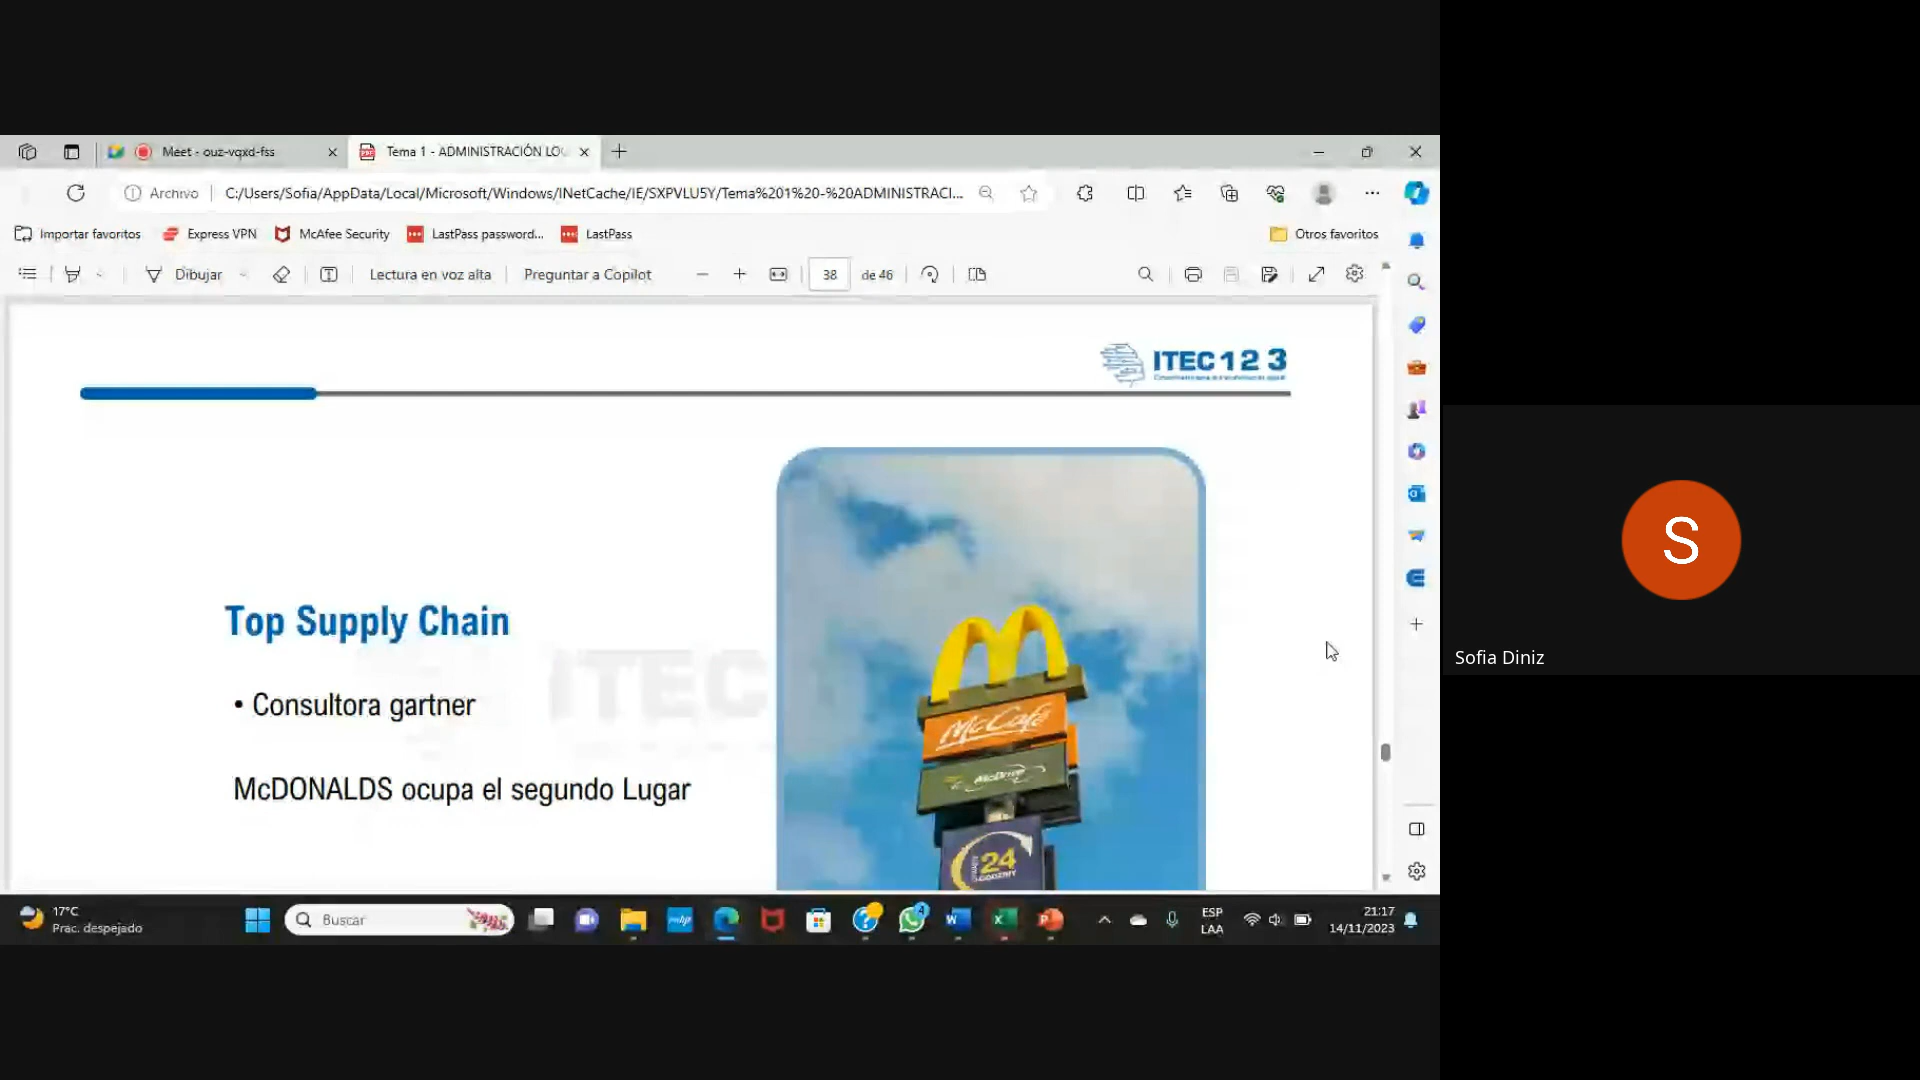 Meet - ouz-vqxd-fss
Tema 1 - ADMINISTRACIÓN LO
Archivo
C:/Users/Sofia/AppData/Local/Microsoft/Windows/INetCache/IE/SXPVLU5Y/Tema%201%20-%20ADMINISTRACI...
Importar favoritos
Express VPN
McAfee Security
LastPass password...
LastPass
Otros favoritos
Dibujar
Lectura en voz alta
Preguntar a Copilot
38
de 46
ITEC 1 2 3
Top Supply Chain
ITEC
• Consultora gartner
McDONALDS ocupa el segundo Lugar
McCafé
McDrive
24
S
Sofia Diniz
17°C
Prac. despejado
Buscar
4
ESP
LAA
21:17
14/11/2023